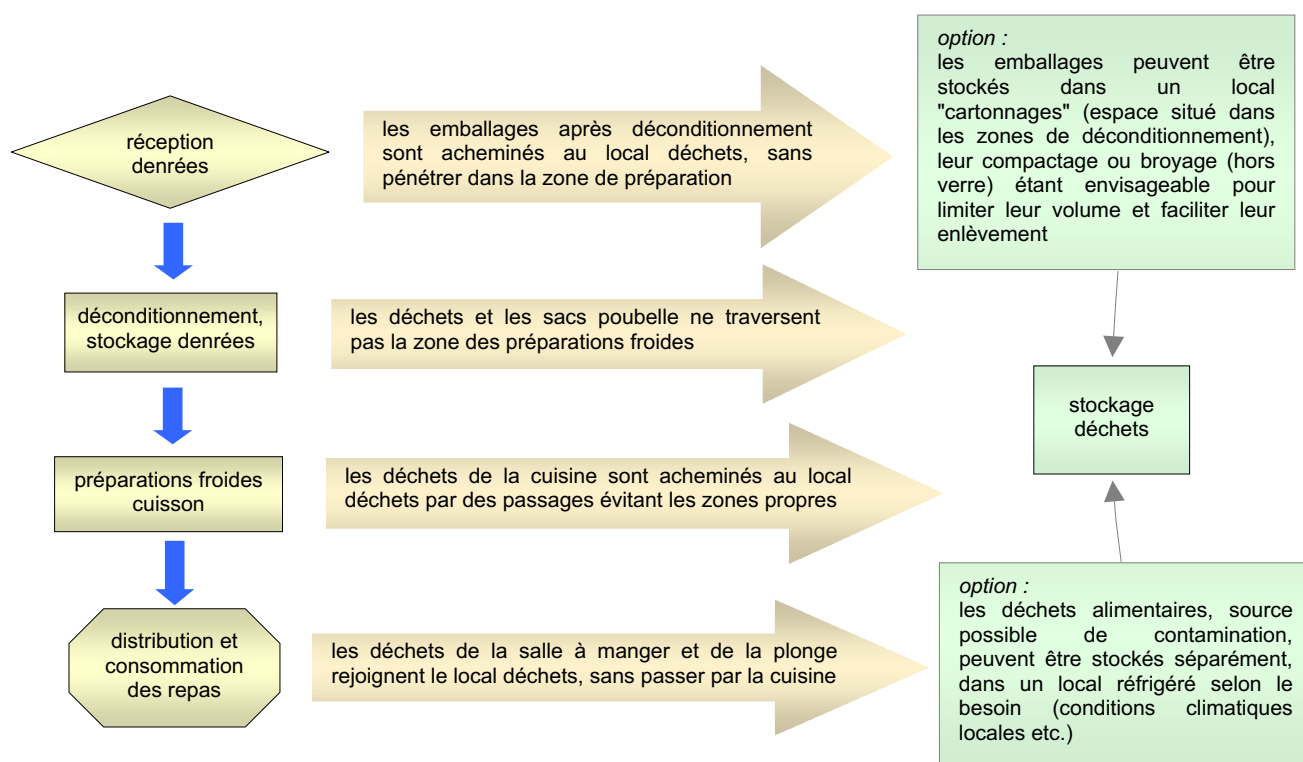 réception
denrées
les emballages après déconditionnement
sont acheminés au local déchets, sans
pénétrer dans la zone de préparation
option :
les emballages peuvent être
stockés dans un local
"cartonnages" (espace situé dans
les zones de déconditionnement),
leur compactage ou broyage (hors
verre) étant envisageable pour
limiter leur volume et faciliter leur
enlèvement
déconditionnement,
stockage denrées
les déchets et les sacs poubelle ne traversent
pas la zone des préparations froides
stockage
déchets
préparations froides
cuisson
les déchets de la cuisine sont acheminés au local
déchets par des passages évitant les zones propres
distribution et
consommation
des repas
les déchets de la salle à manger et de la plonge
rejoignent le local déchets, sans passer par la cuisine
option :
les déchets alimentaires, source
possible de contamination,
peuvent être stockés séparément,
dans un local réfrigéré selon le
besoin (conditions climatiques
locales etc.)